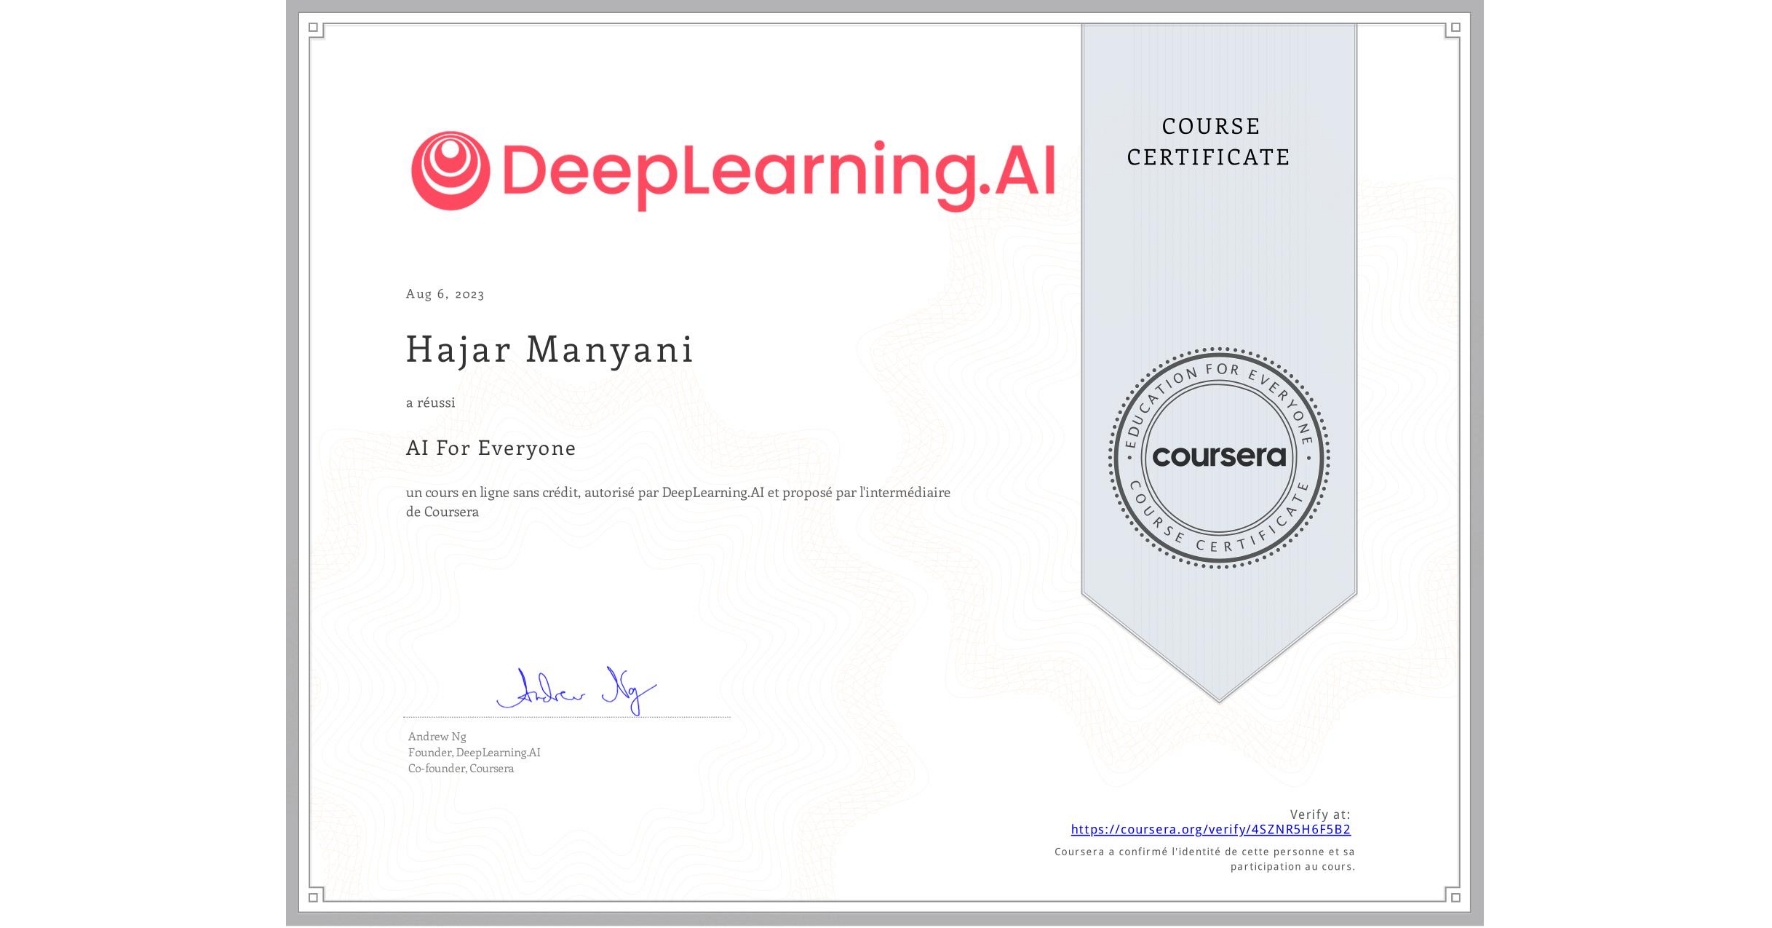 DeepLearning.AI
COURSE
CERTIFICATE
Aug 6, 2023
Hajar Manyani
a réussi
AI For Everyone
un cours en ligne sans crédit, autorisé par DeepLearning.AI et proposé par l'intermédiaire
de Coursera
EDUCATION FOR EVERYONE
coursera
COURSE CERTIFICATE
Andrew Ng
Andrew Ng
Founder, DeepLearning.AI
Co-founder, Coursera
Verify at:
https://coursera.org/verify/4SZNR5H6F5B2
Coursera a confirmé l'identité de cette personne et sa
participation au cours.